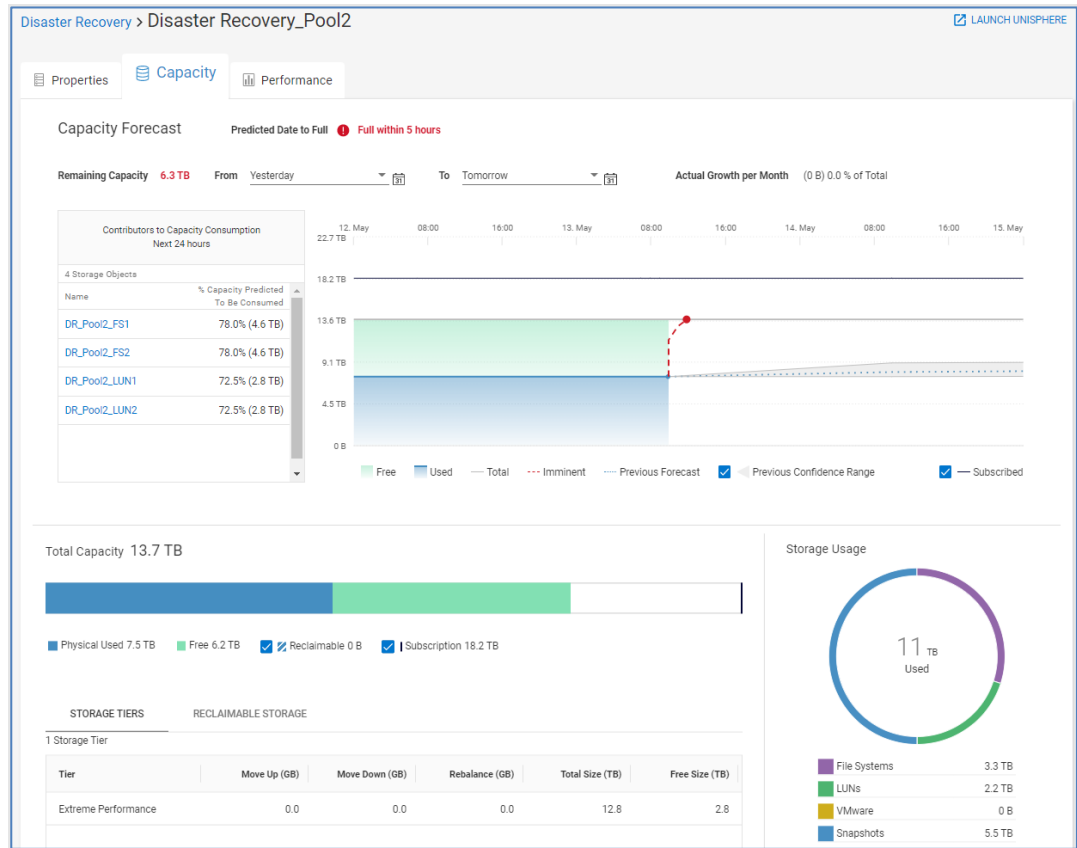 Disaster Recovery > Disaster Recovery_Pool2
LAUNCH UNISPHERE
Properties
Capacity
Performance
Capacity Forecast
Predicted Date to Full
Full within 5 hours
Remaining Capacity 6.3 TB From Yesterday To Tomorrow Actual Growth per Month (0 B) 0.0 % of Total
Contributors to Capacity Consumption
Next 24 hours
4 Storage Objects
Name % Capacity Predicted
To Be Consumed
DR_Pool2_FS1 78.0% (4.6 TB)
DR_Pool2_FS2 78.0% (4.6 TB)
DR_Pool2_LUN1 72.5% (2.8 TB)
DR_Pool2_LUN2 72.5% (2.8 TB)
12. May 08:00 16:00 13. May 08:00 16:00 14. May 08:00 16:00 15. May
22.7 TB
18.2 TB
13.6 TB
9.1 TB
4.5 TB
0 B
Free Used Total Imminent Previous Forecast Previous Confidence Range Subscribed
Total Capacity 13.7 TB
Physical Used 7.5 TB Free 6.2 TB Reclaimable 0 B Subscription 18.2 TB
STORAGE TIERS RECLAIMABLE STORAGE
1 Storage Tier
Tier Move Up (GB) Move Down (GB) Rebalance (GB) Total Size (TB) Free Size (TB)
Extreme Performance 0.0 0.0 0.0 12.8 2.8
Storage Usage
11 TB
Used
File Systems 3.3 TB
LUNs 2.2 TB
VMware 0 B
Snapshots 5.5 TB